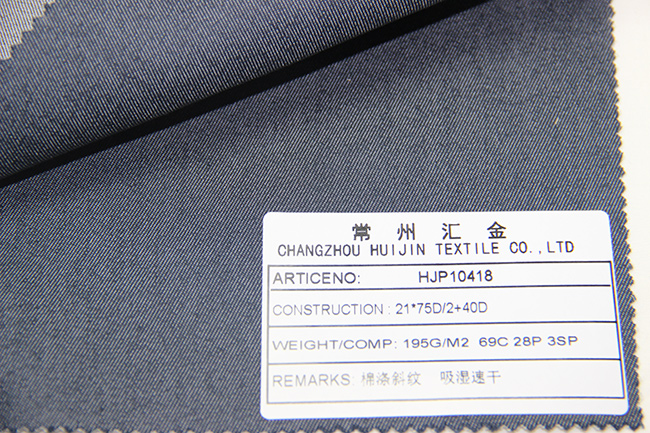 常州汇金
CHANGZHOU HUIJIN TEXTILE CO.,LTD
ARTICENO: HJP10418
CONSTRUCTION : 21*75D/2+40D
WEIGHT/COMP: 195G/M2 69C 28P 3SP
REMARKS: 棉涤斜纹 吸湿速干